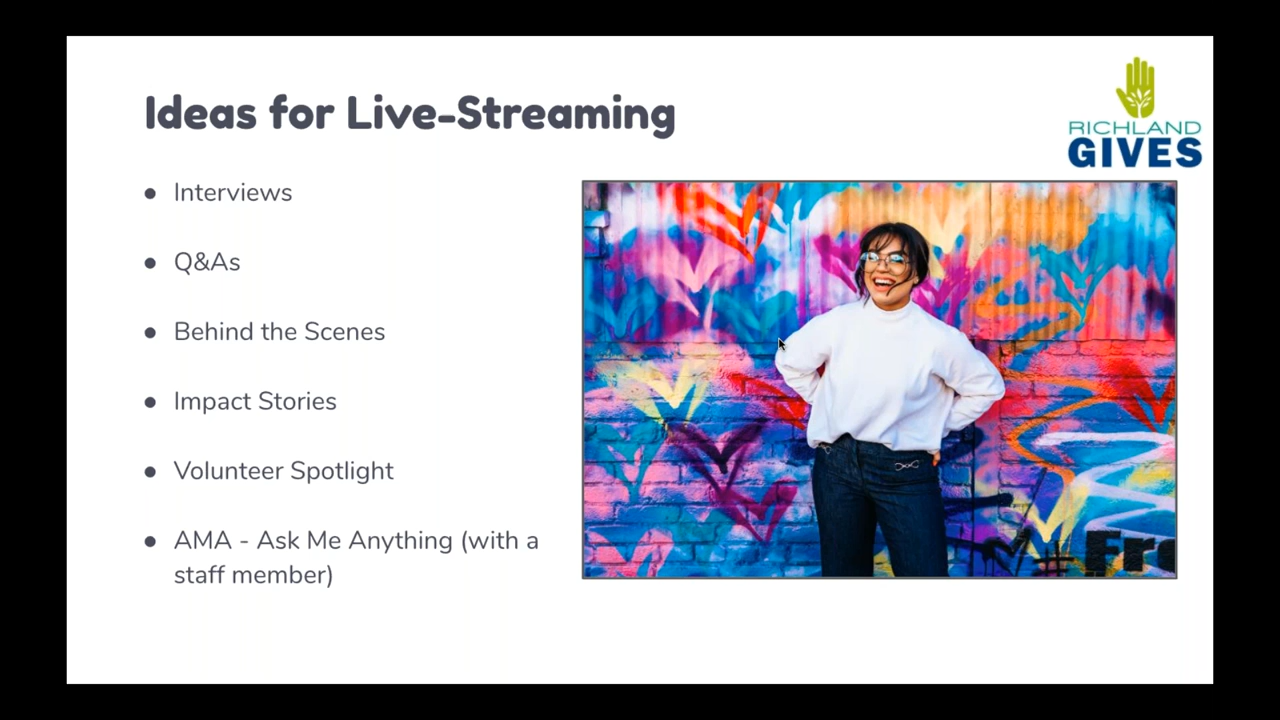 Ideas for Live-Streaming
RICHLAND
GIVES
● Interviews
● Q&As
● Behind the Scenes
● Impact Stories
● Volunteer Spotlight
● AMA - Ask Me Anything (with a
staff member)
#Fre